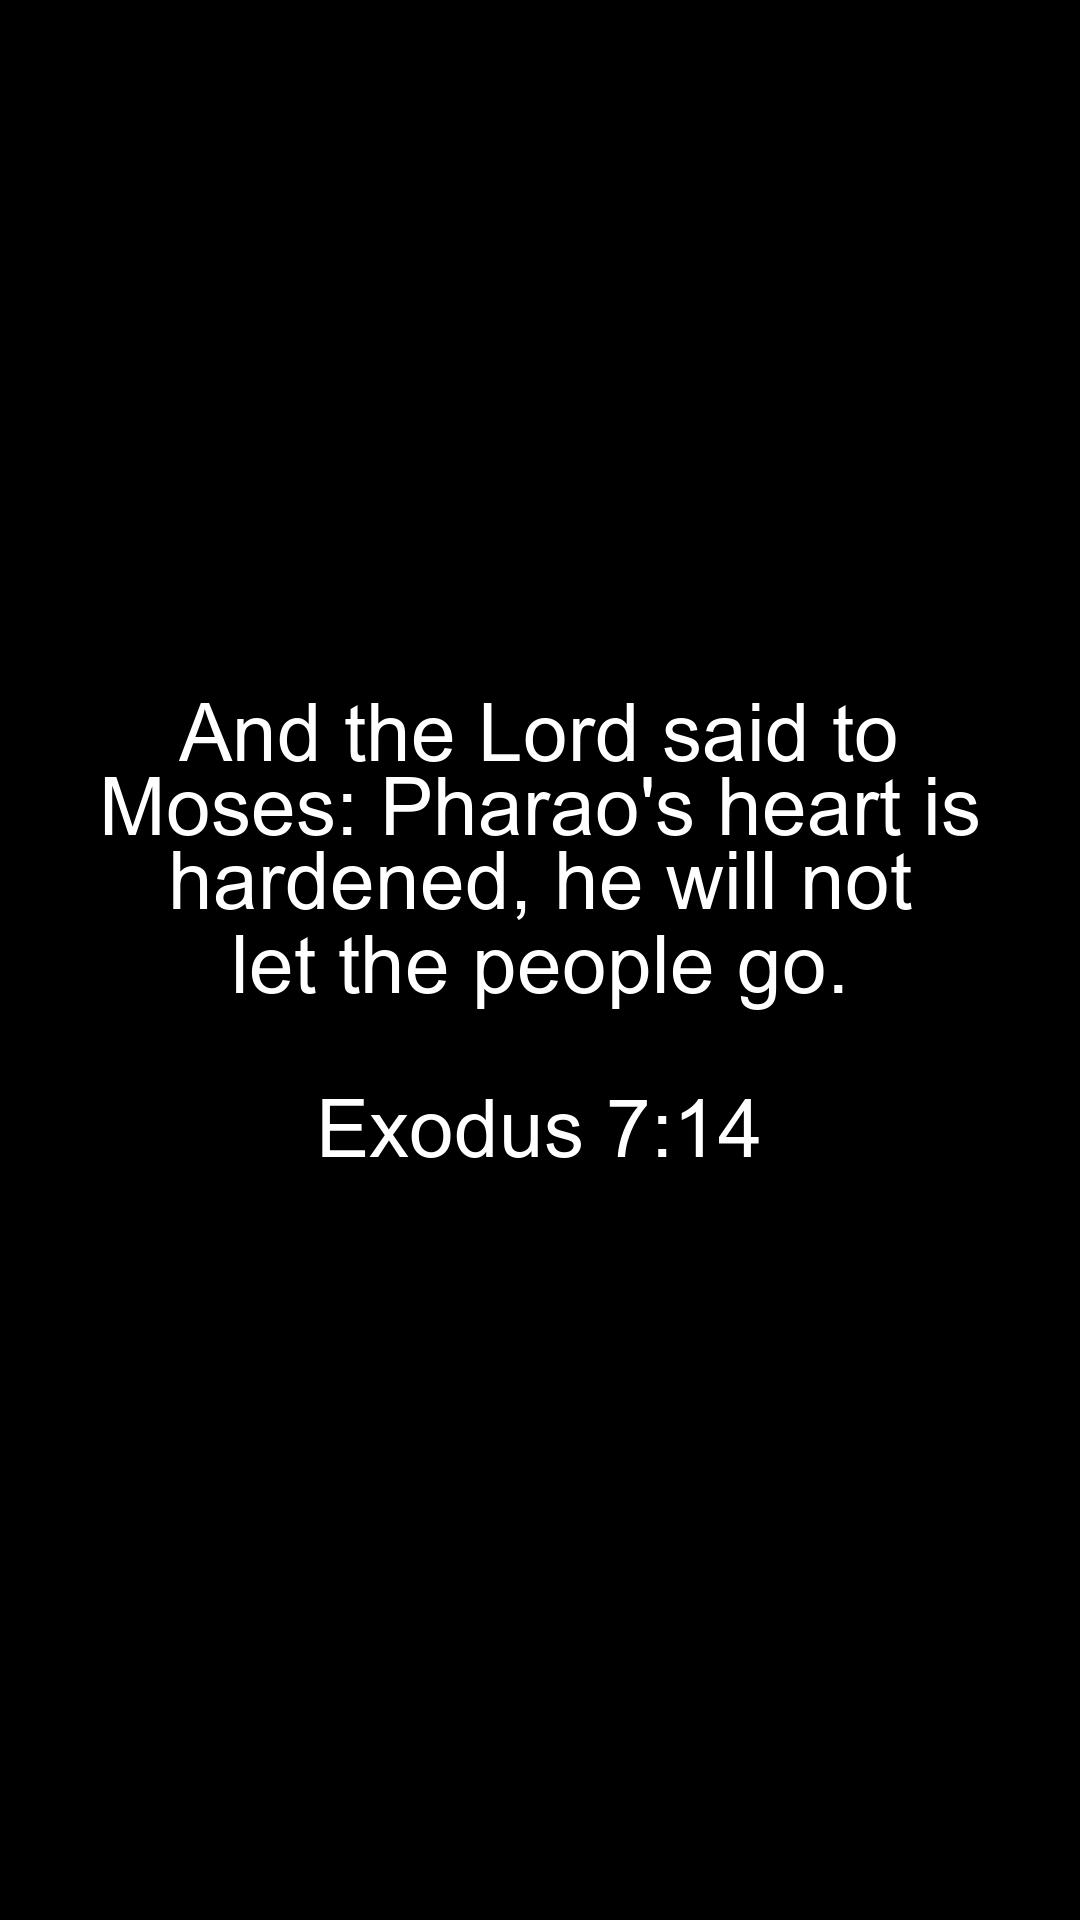 And the Lord said to
Moses: Pharao's heart is
hardened, he will not
let the people go.
Exodus 7:14